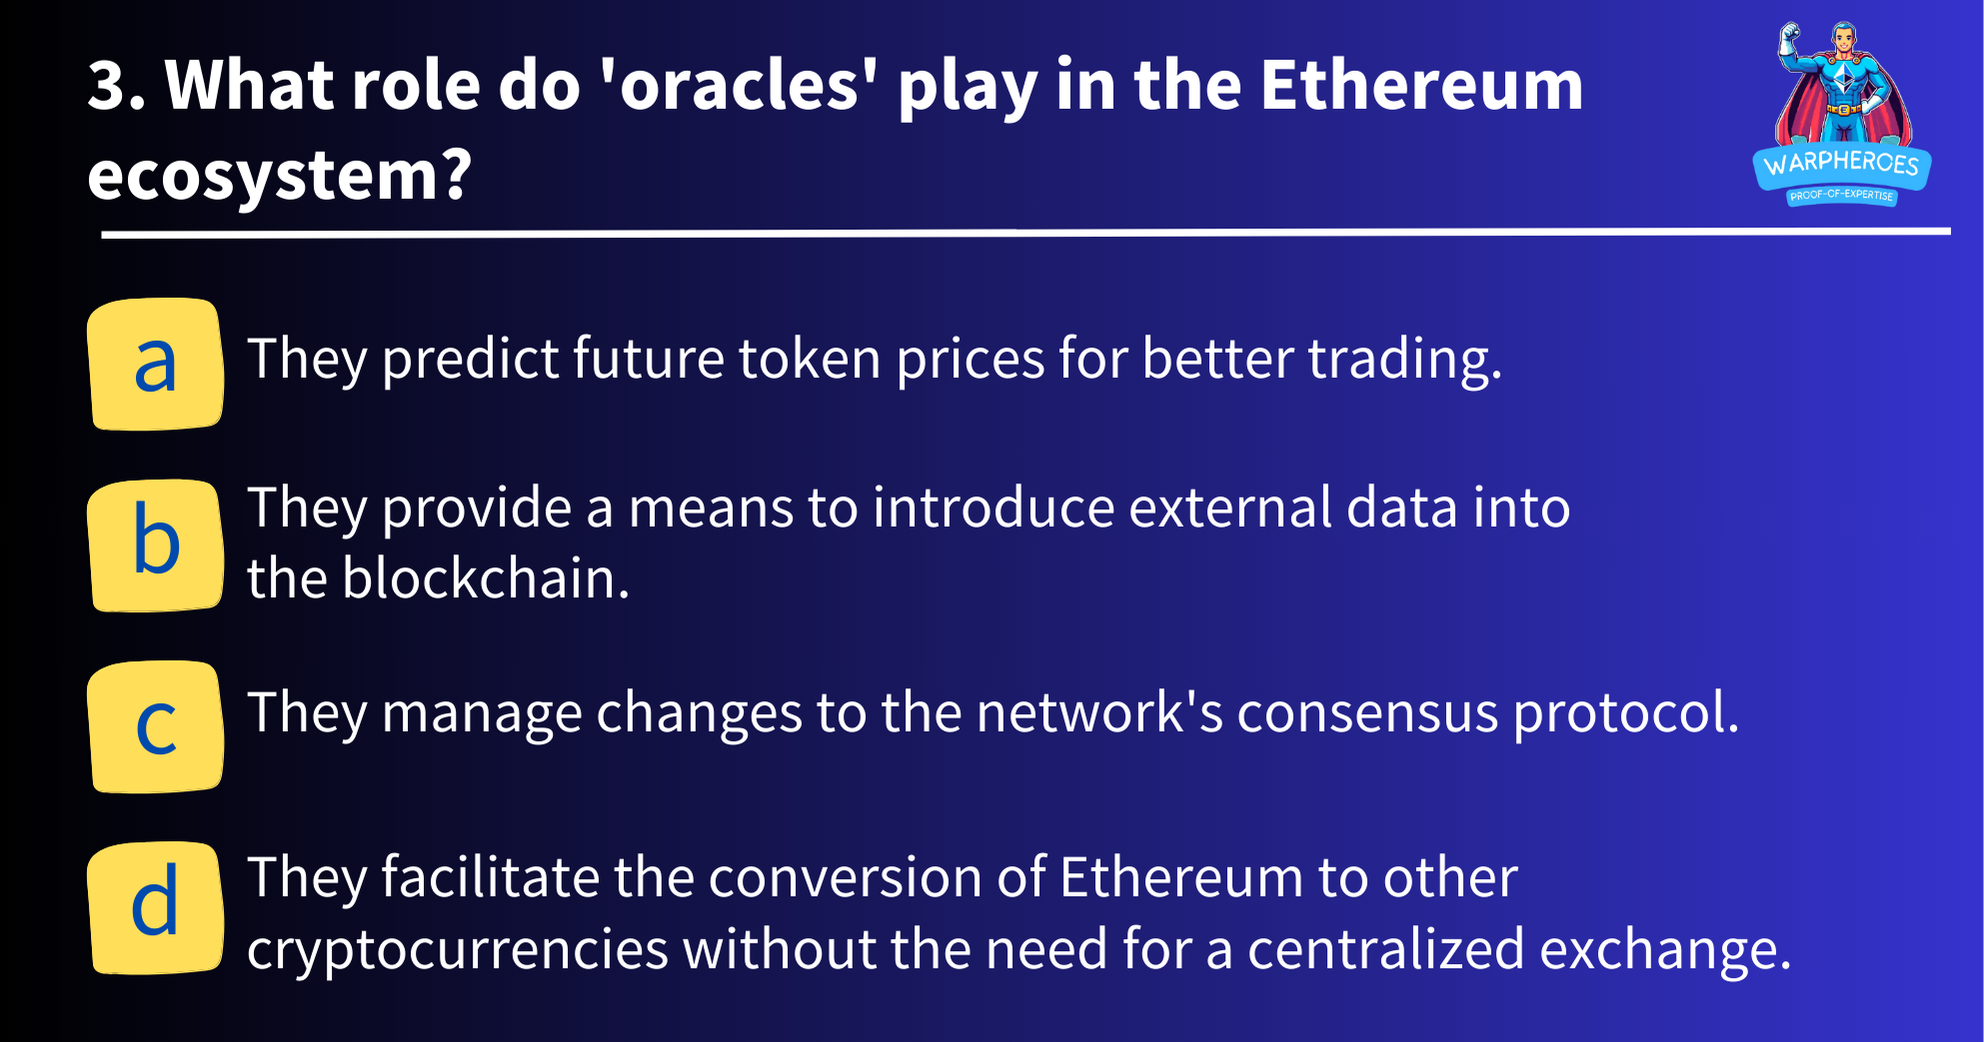 3. What role do 'oracles' play in the Ethereum
ecosystem?
WARPHEROES
PROOF-OF-EXPERTISE
a
They predict future token prices for better trading.
b
They provide a means to introduce external data into
the blockchain.
c
They manage changes to the network's consensus protocol.
d
They facilitate the conversion of Ethereum to other
cryptocurrencies without the need for a centralized exchange.